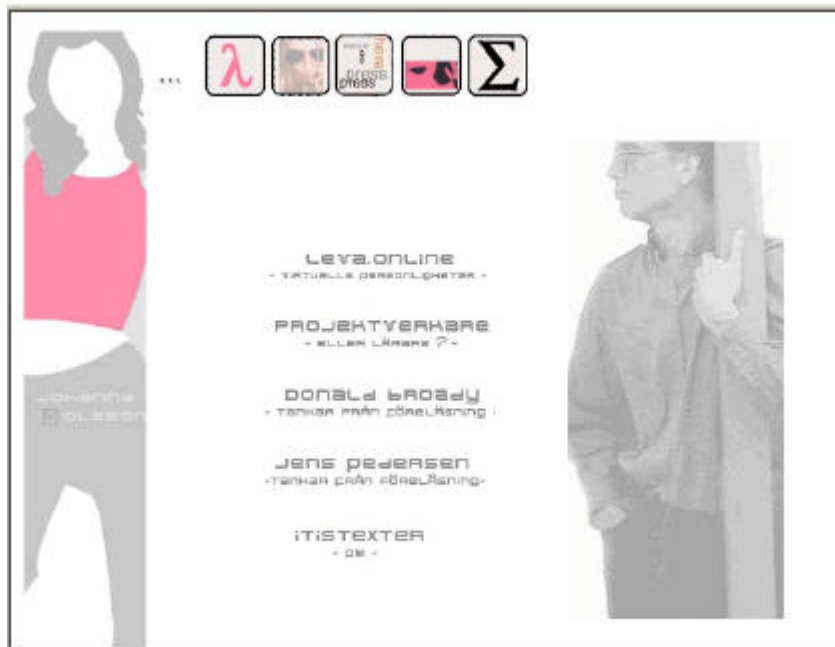 λ
press
press
Σ
Leva.online
- virtuella personligheter -
Projektverkare
- eller lärare ? -
Donald Broady
- tankar från föreläsning -
Jens Pedersen
-tankar från föreläsning-
Johanna
Olsson
itistexter
- pm -